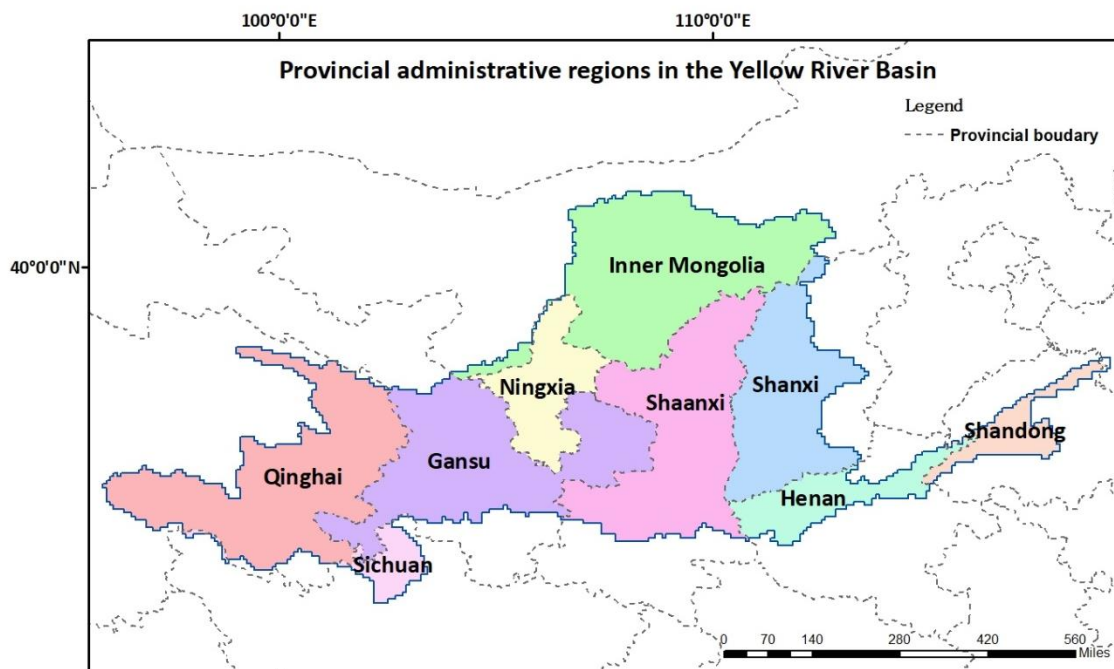 100°0'0"E
110°0'0"E
Provincial administrative regions in the Yellow River Basin
Legend
Provincial boudary
40°0'0"N
Inner Mongolia
Ningxia
Shanxi
Shaanxi
Shandong
Gansu
Qinghai
Henan
Sichuan
0 70 140 280 420 560
Miles